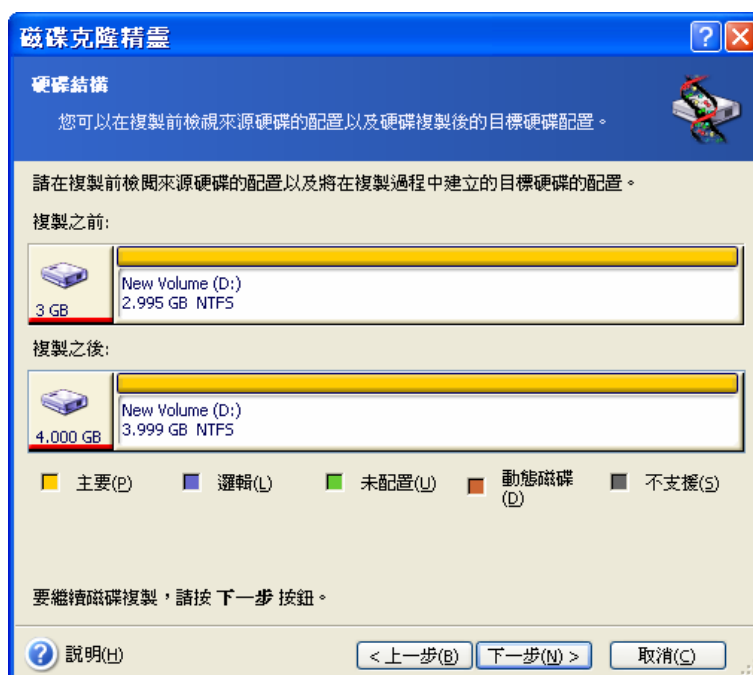 磁碟克隆精靈
硬碟結構
您可以在複製前檢視來源硬碟的配置以及硬碟複製後的目標硬碟配置。
請在複製前檢閱來源硬碟的配置以及將在複製過程中建立的目標硬碟的配置。
複製之前:
3 GB
New Volume (D:)
2.995 GB NTFS
複製之後:
4.000 GB
New Volume (D:)
3.999 GB NTFS
主要(P)
邏輯(L)
未配置(U)
動態磁碟
(D)
不支援(S)
要繼續磁碟複製，請按 下一步 按鈕。
說明(H)
< 上一步(B)
下一步(N) >
取消(C)